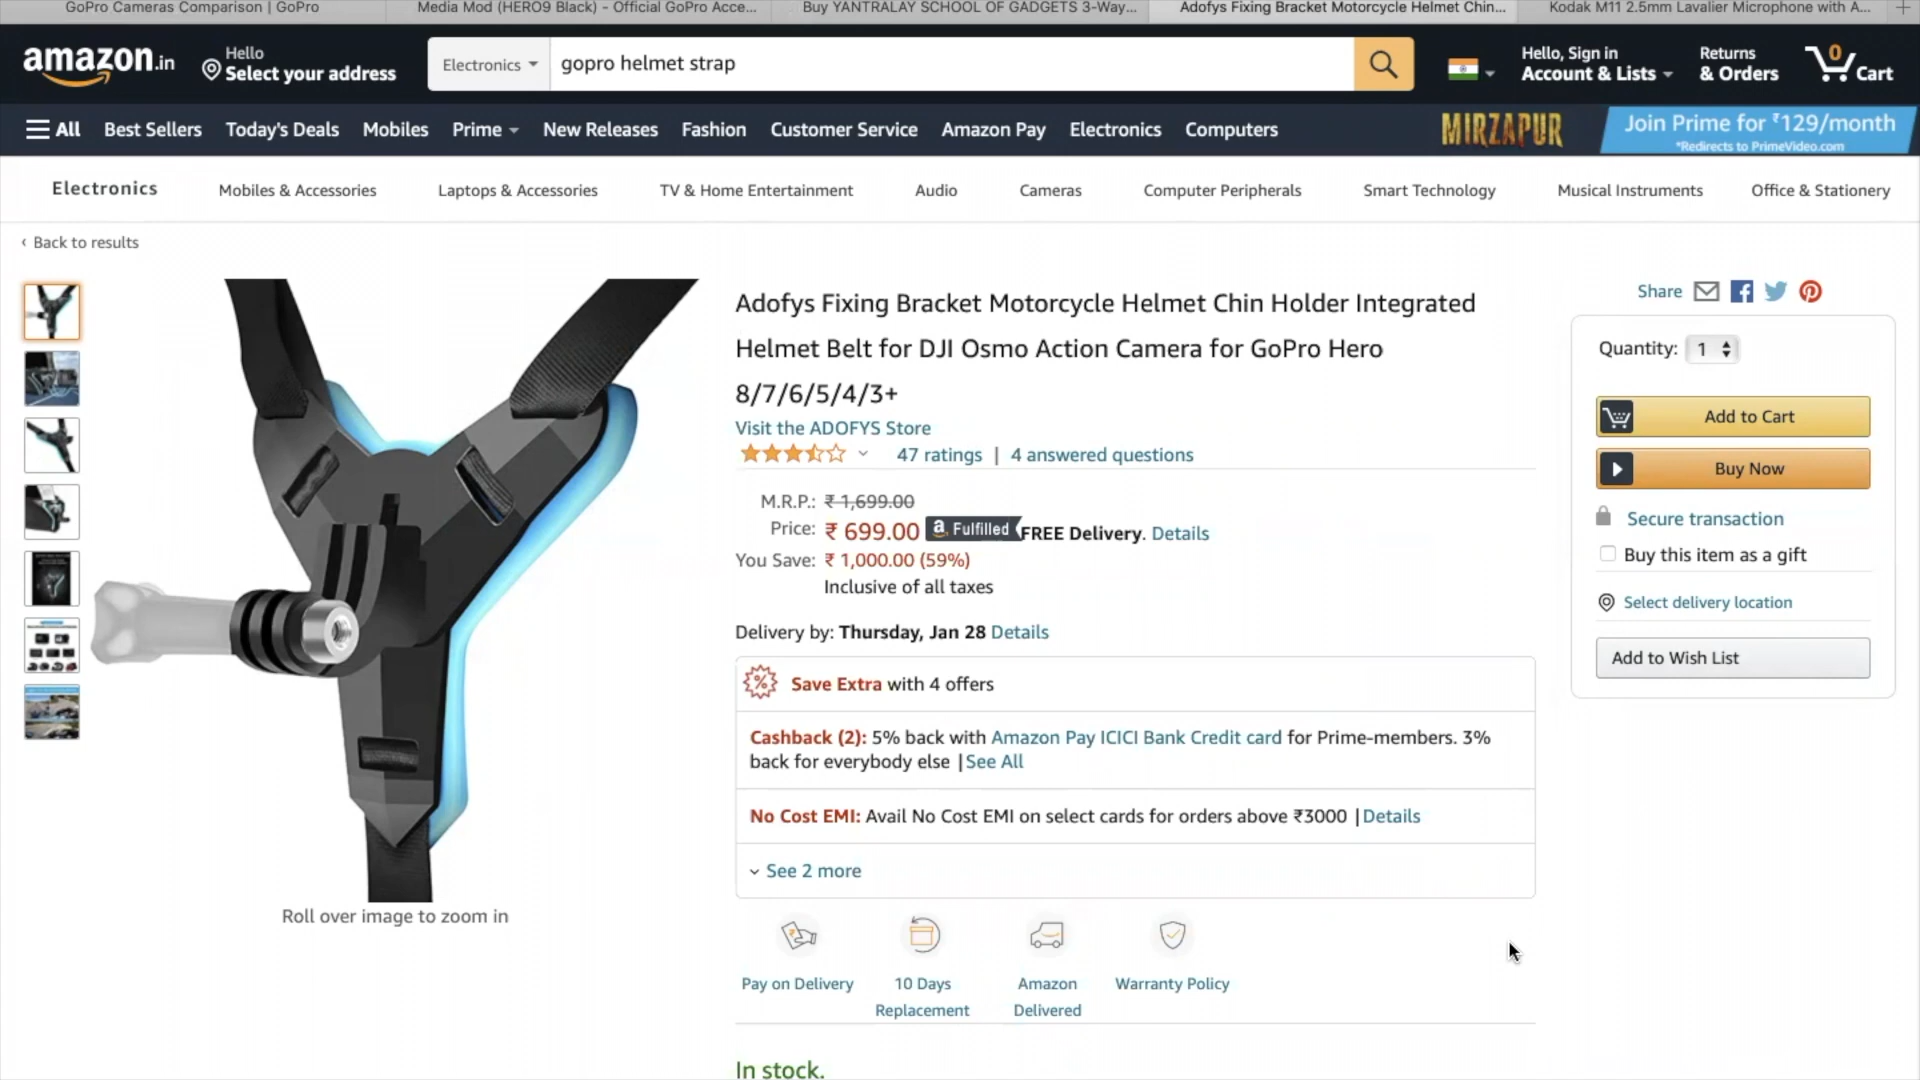 GoPro Cameras Comparison | GoPro
Media Mod (HERO9 Black) - Official GoPro Acce...
Buy YANTRALAY SCHOOL OF GADGETS 3-Way...
Adofys Fixing Bracket Motorcycle Helmet Chin...
Kodak M11 2.5mm Lavalier Microphone with A...
amazon.in
Hello
Select your address
Electronics
gopro helmet strap
Hello, Sign in
Account & Lists
Returns
& Orders
0
Cart
All
Best Sellers
Today's Deals
Mobiles
Prime
New Releases
Fashion
Customer Service
Amazon Pay
Electronics
Computers
MIRZAPUR
Join Prime for ₹129/month
*Redirects to PrimeVideo.com
Electronics
Mobiles & Accessories
Laptops & Accessories
TV & Home Entertainment
Audio
Cameras
Computer Peripherals
Smart Technology
Musical Instruments
Office & Stationery
‹ Back to results
Adofys Fixing Bracket Motorcycle Helmet Chin Holder Integrated
Helmet Belt for DJI Osmo Action Camera for GoPro Hero
8/7/6/5/4/3+
Visit the ADOFYS Store
47 ratings | 4 answered questions
M.R.P.: ₹ 1,699.00
Price: ₹ 699.00 a Fulfilled FREE Delivery. Details
You Save: ₹ 1,000.00 (59%)
Inclusive of all taxes
Delivery by: Thursday, Jan 28 Details
Save Extra with 4 offers
Cashback (2): 5% back with Amazon Pay ICICI Bank Credit card for Prime-members. 3%
back for everybody else | See All
No Cost EMI: Avail No Cost EMI on select cards for orders above ₹3000 | Details
See 2 more
Pay on Delivery
10 Days
Replacement
Amazon
Delivered
Warranty Policy
In stock.
Roll over image to zoom in
Share
Quantity: 1
Add to Cart
Buy Now
Secure transaction
Buy this item as a gift
Select delivery location
Add to Wish List